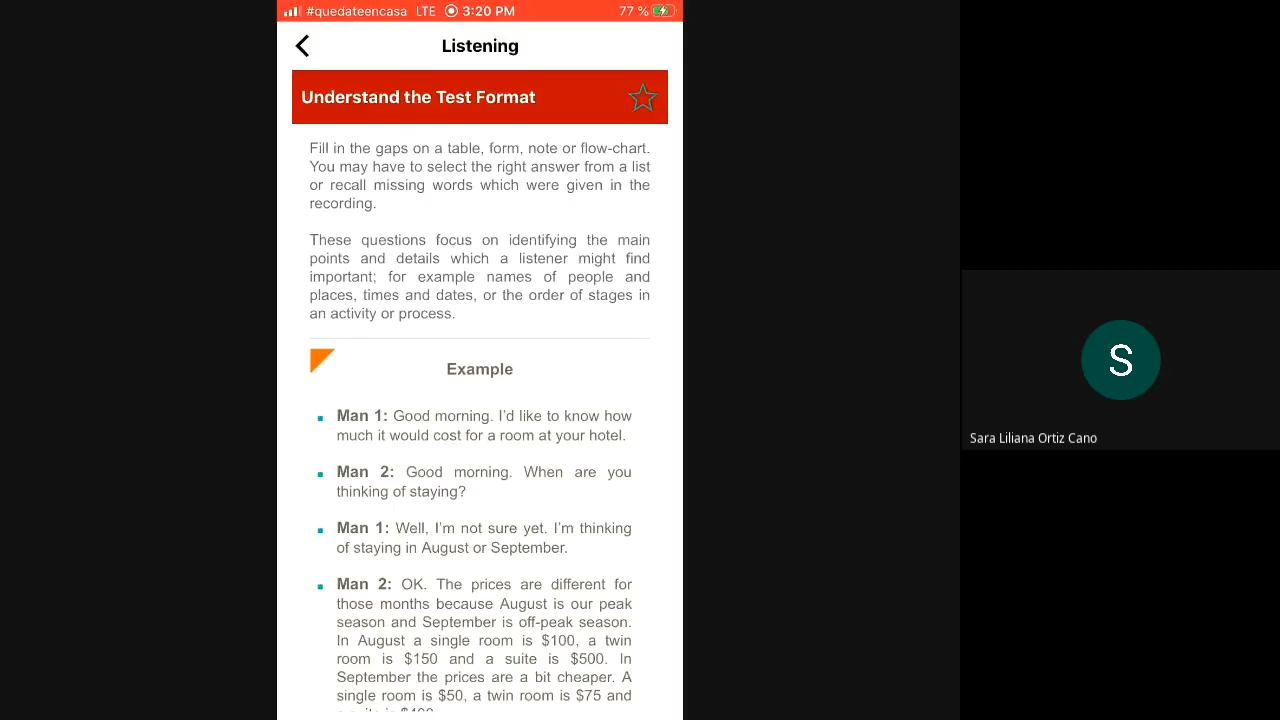 #quedateencasa LTE 3:20 PM 77 %
Listening
Understand the Test Format
Fill in the gaps on a table, form, note or flow-chart.
You may have to select the right answer from a list
or recall missing words which were given in the
recording.
These questions focus on identifying the main
points and details which a listener might find
important; for example names of people and
places, times and dates, or the order of stages in
an activity or process.
Example
Man 1: Good morning. I'd like to know how
much it would cost for a room at your hotel.
Man 2: Good morning. When are you
thinking of staying?
Man 1: Well, I'm not sure yet. I'm thinking
of staying in August or September.
Man 2: OK. The prices are different for
those months because August is our peak
season and September is off-peak season.
In August a single room is $100, a twin
room is $150 and a suite is $500. In
September the prices are a bit cheaper. A
single room is $50, a twin room is $75 and
S
Sara Liliana Ortiz Cano